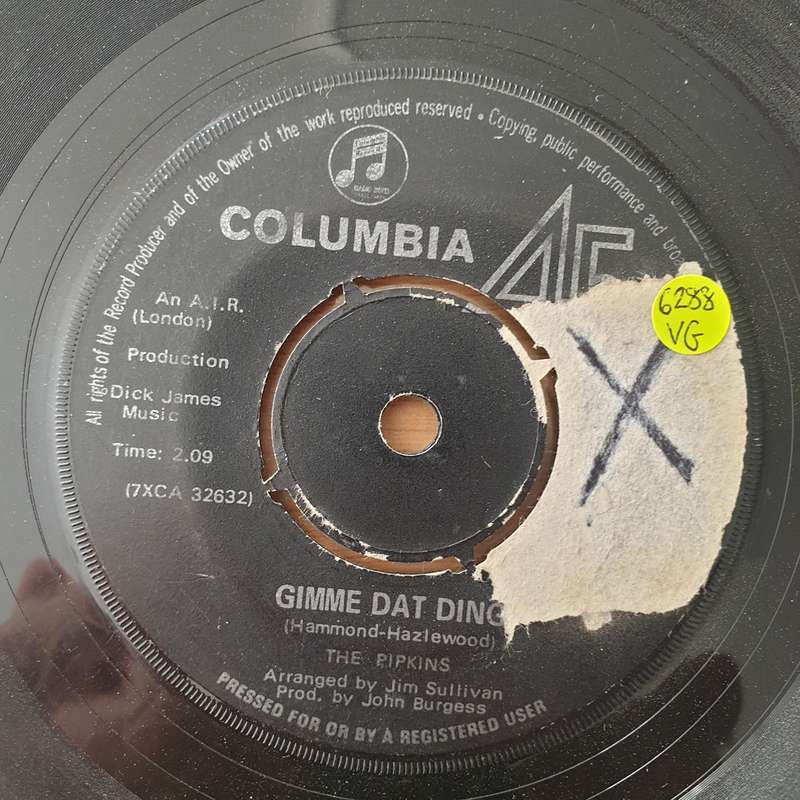 All rights of the Record Producer and of the Owner of the work reproduced reserved • Copying, public performance and
COLUMBIA
45
6288
VG
X
An A.I.R.
(London)
Production
Dick James
Music
Time: 2.09
(7XCA 32632)
GIMME DAT DING
(Hammond-Hazlewood)
THE PIPKINS
Arranged by Jim Sullivan
Prod. by John Burgess
PRESSED FOR OR BY A REGISTERED USER